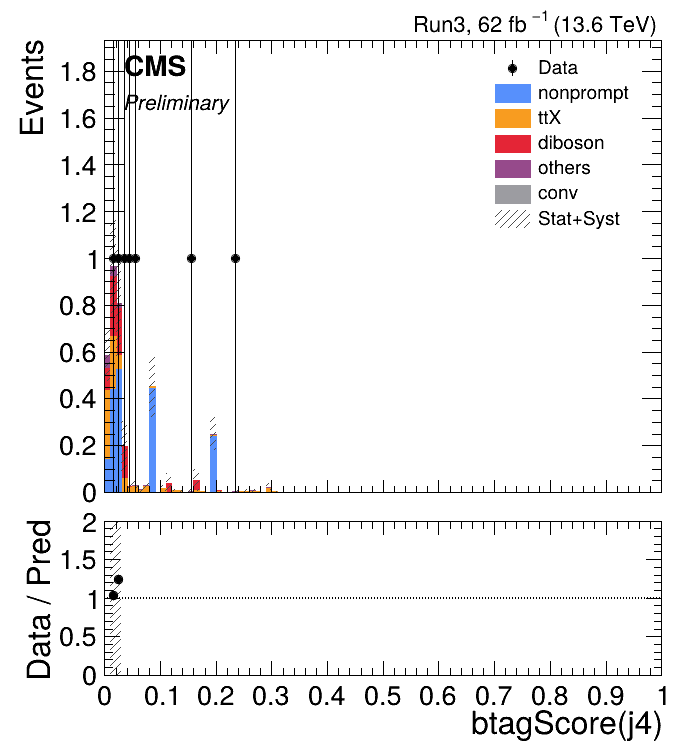 Run3, 62 fb⁻¹ (13.6 TeV)
Events
CMS
Preliminary
Data
nonprompt
ttX
diboson
others
conv
Stat+Syst
1.8
1.6
1.4
1.2
1
0.8
0.6
0.4
0.2
0
Data / Pred
2
1.5
1
0.5
0
0 0.1 0.2 0.3 0.4 0.5 0.6 0.7 0.8 0.9 1
btagScore(j4)